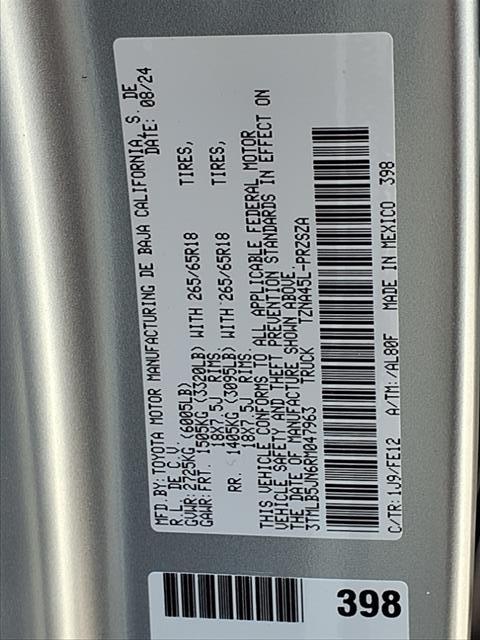 MFD. BY: TOYOTA MOTOR MANUFACTURING DE BAJA CALIFORNIA, S. DE
R. L. DE C. V. DATE: 08/24
GVWR: 2725KG (6005LB)
GAWR: FRT. 1505KG (3320LB) WITH 265/65R18 TIRES,
18X7.5J RIMS,
RR. 1405KG (3095LB) WITH 265/65R18 TIRES,
18X7.5J RIMS.
THIS VEHICLE CONFORMS TO ALL APPLICABLE FEDERAL MOTOR
VEHICLE SAFETY AND THEFT PREVENTION STANDARDS IN EFFECT ON
THE DATE OF MANUFACTURE SHOWN ABOVE.
3TMLB5JN6RM047963 TRUCK TZNA45L-PRZSZA
C/TR: 1J9/FE12 A/TM: /AL80F MADE IN MEXICO 398
398